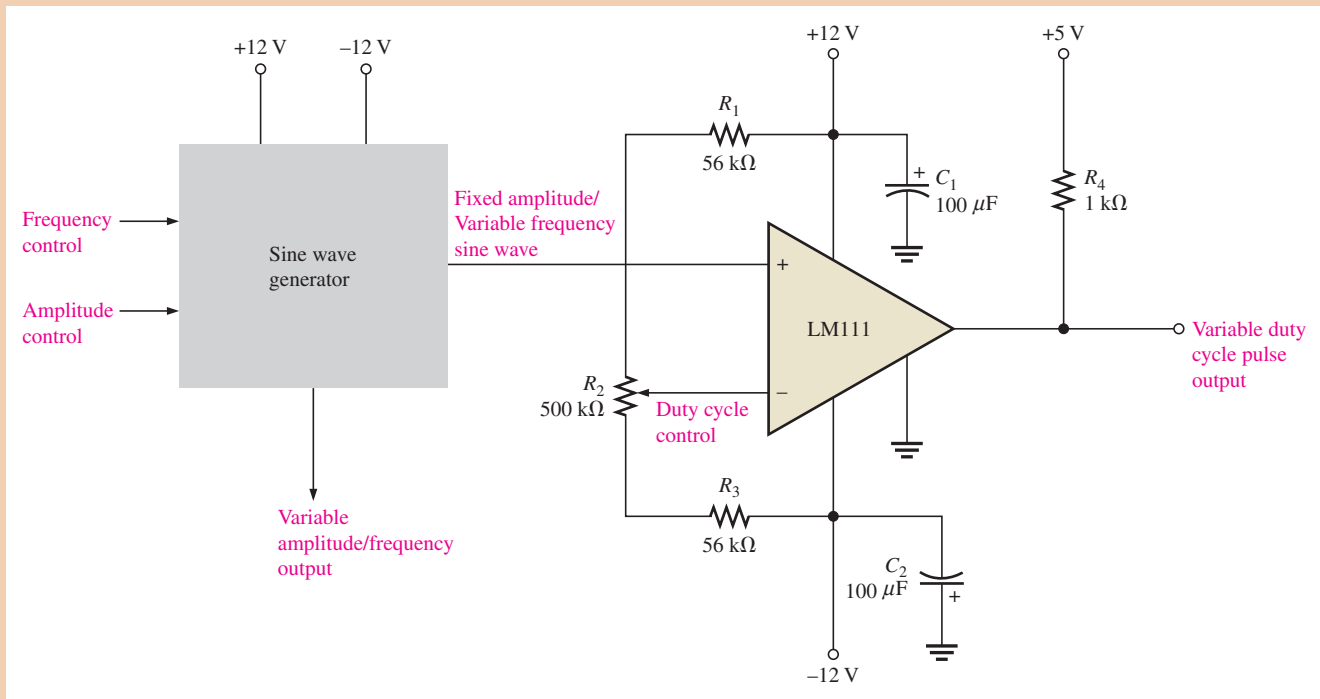 +12 V
–12 V
+12 V
+5 V
R1
56 kΩ
+
C1
100 μF
R4
1 kΩ
Frequency
control
Amplitude
control
Sine wave
generator
Fixed amplitude/
Variable frequency
sine wave
+
LM111
–
R2
500 kΩ
Duty cycle
control
Variable duty
cycle pulse
output
R3
56 kΩ
Variable
amplitude/frequency
output
C2
100 μF
+
–12 V